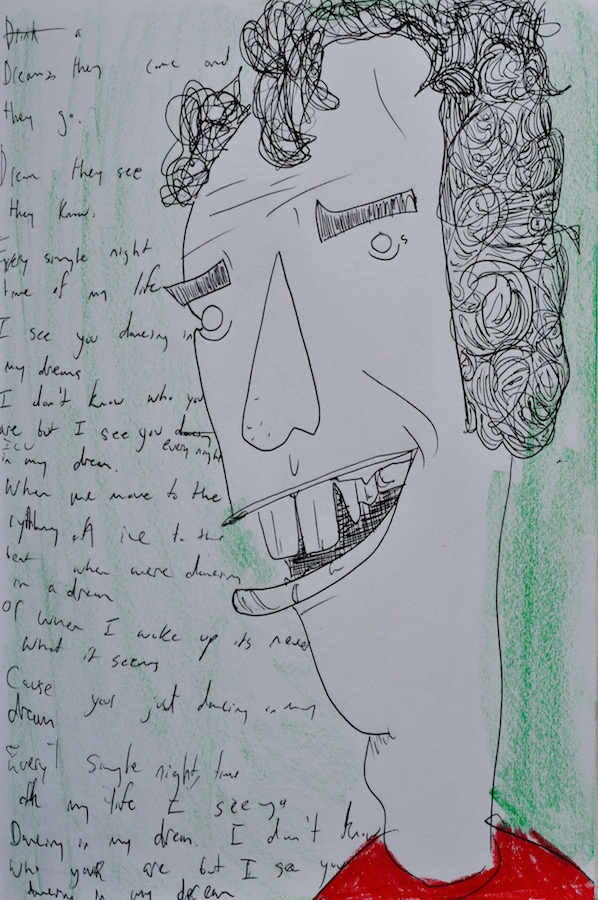 Drink a
Dreams they come and
they go.
Dream they see
they know.
Every single night
time of my life
I see you dancing in
my dreams
I don't know who you
are but I see you dancing
ICU every night
in my dream.
When we move to the
of ice to the
beat when were dancing
in a dream
Or when I wake up its never
what it seems
Cause your just dancing in my
dream
Every single night, time
of my life I see you
Dancing in my dream. I don't know
who your are but I see you
dancing in my dream